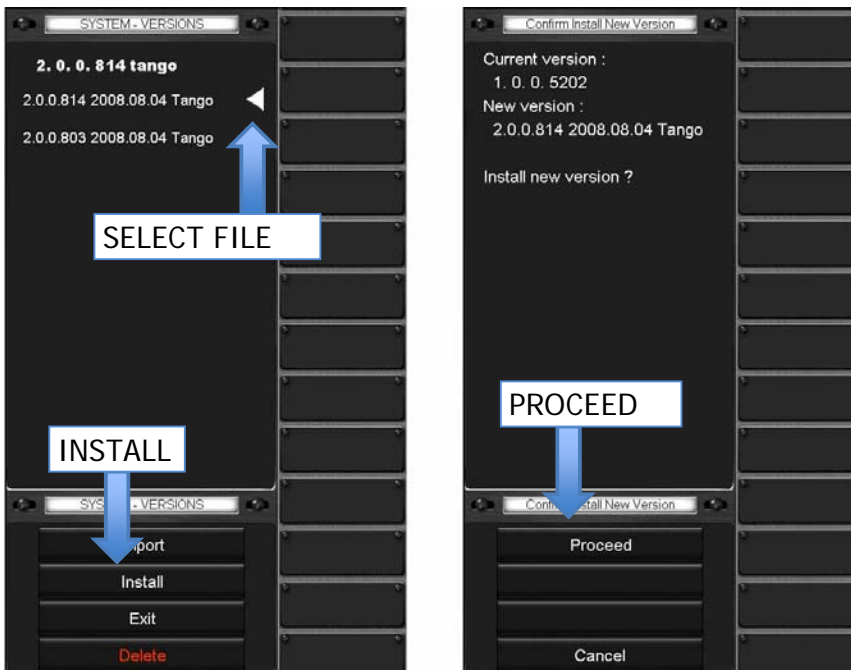 SYSTEM - VERSIONS
2. 0. 0. 814 tango
2.0.0.814 2008.08.04 Tango
2.0.0.803 2008.08.04 Tango
SELECT FILE
INSTALL
SYS - VERSIONS
port
Install
Exit
Delete
Confirm Install New Version
Current version :
1. 0. 0. 5202
New version :
2.0.0.814 2008.08.04 Tango
Install new version ?
PROCEED
Confirm Install New Version
Proceed
Cancel